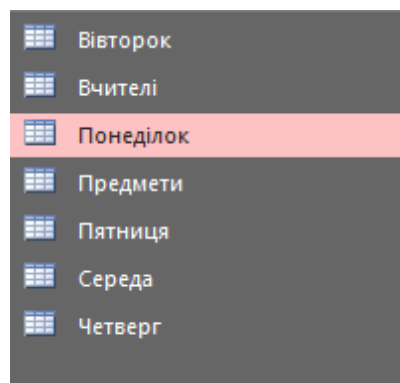 Вівторок
Вчителі
Понеділок
Предмети
Пятниця
Середа
Четверг